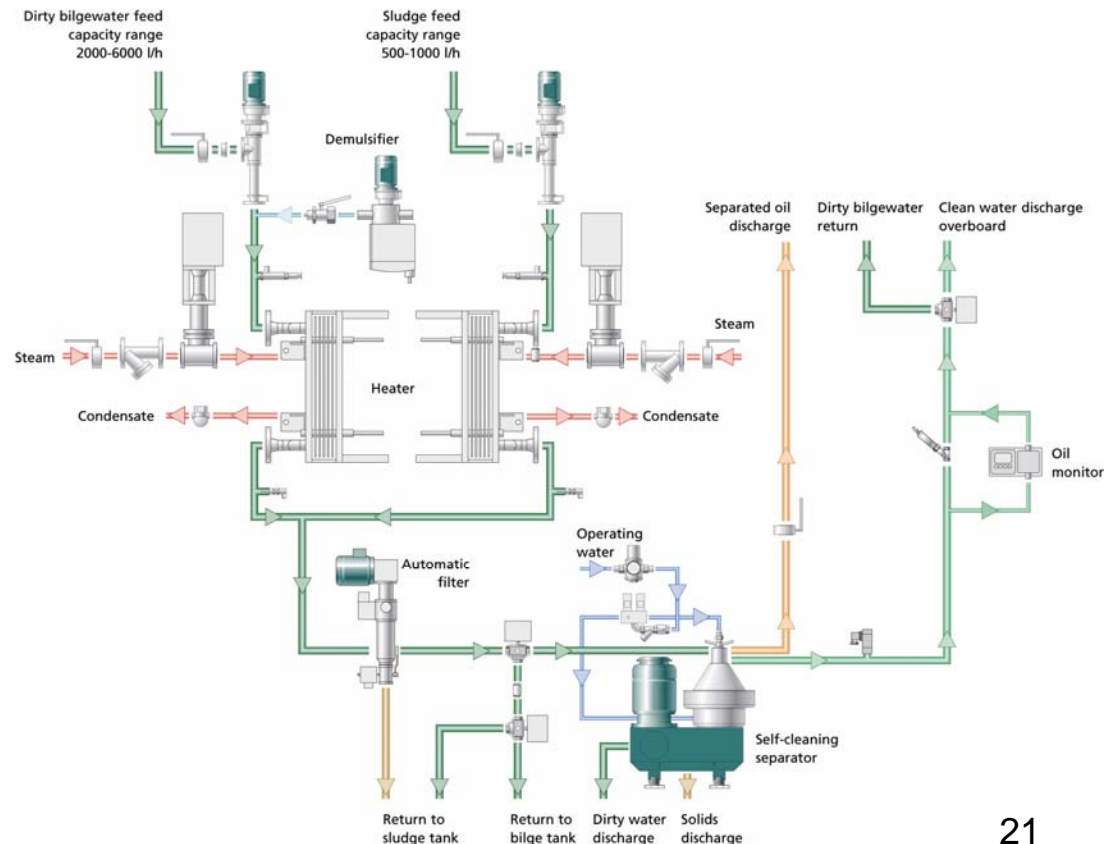 Dirty bilgewater feed
capacity range
2000-6000 l/h
Sludge feed
capacity range
500-1000 l/h
Demulsifier
Separated oil
discharge
Dirty bilgewater
return
Clean water discharge
overboard
Steam
Steam
Heater
Condensate
Condensate
Oil
monitor
Operating
water
Automatic
filter
Self-cleaning
separator
Return to
sludge tank
Return to
bilge tank
Dirty water
discharge
Solids
discharge
21